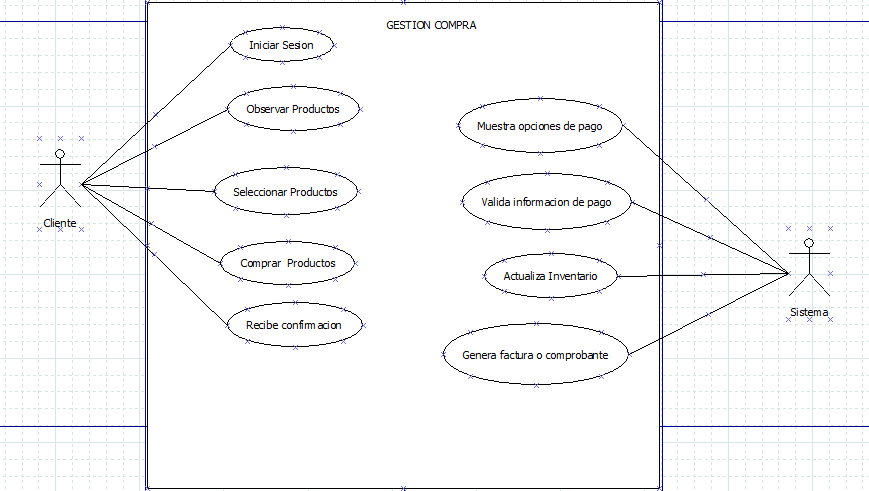 GESTION COMPRA
Iniciar Sesion
Observar Productos
Seleccionar Productos
Comprar Productos
Recibe confirmacion
Cliente
Muestra opciones de pago
Valida informacion de pago
Actualiza Inventario
Genera factura o comprobante
Sistema